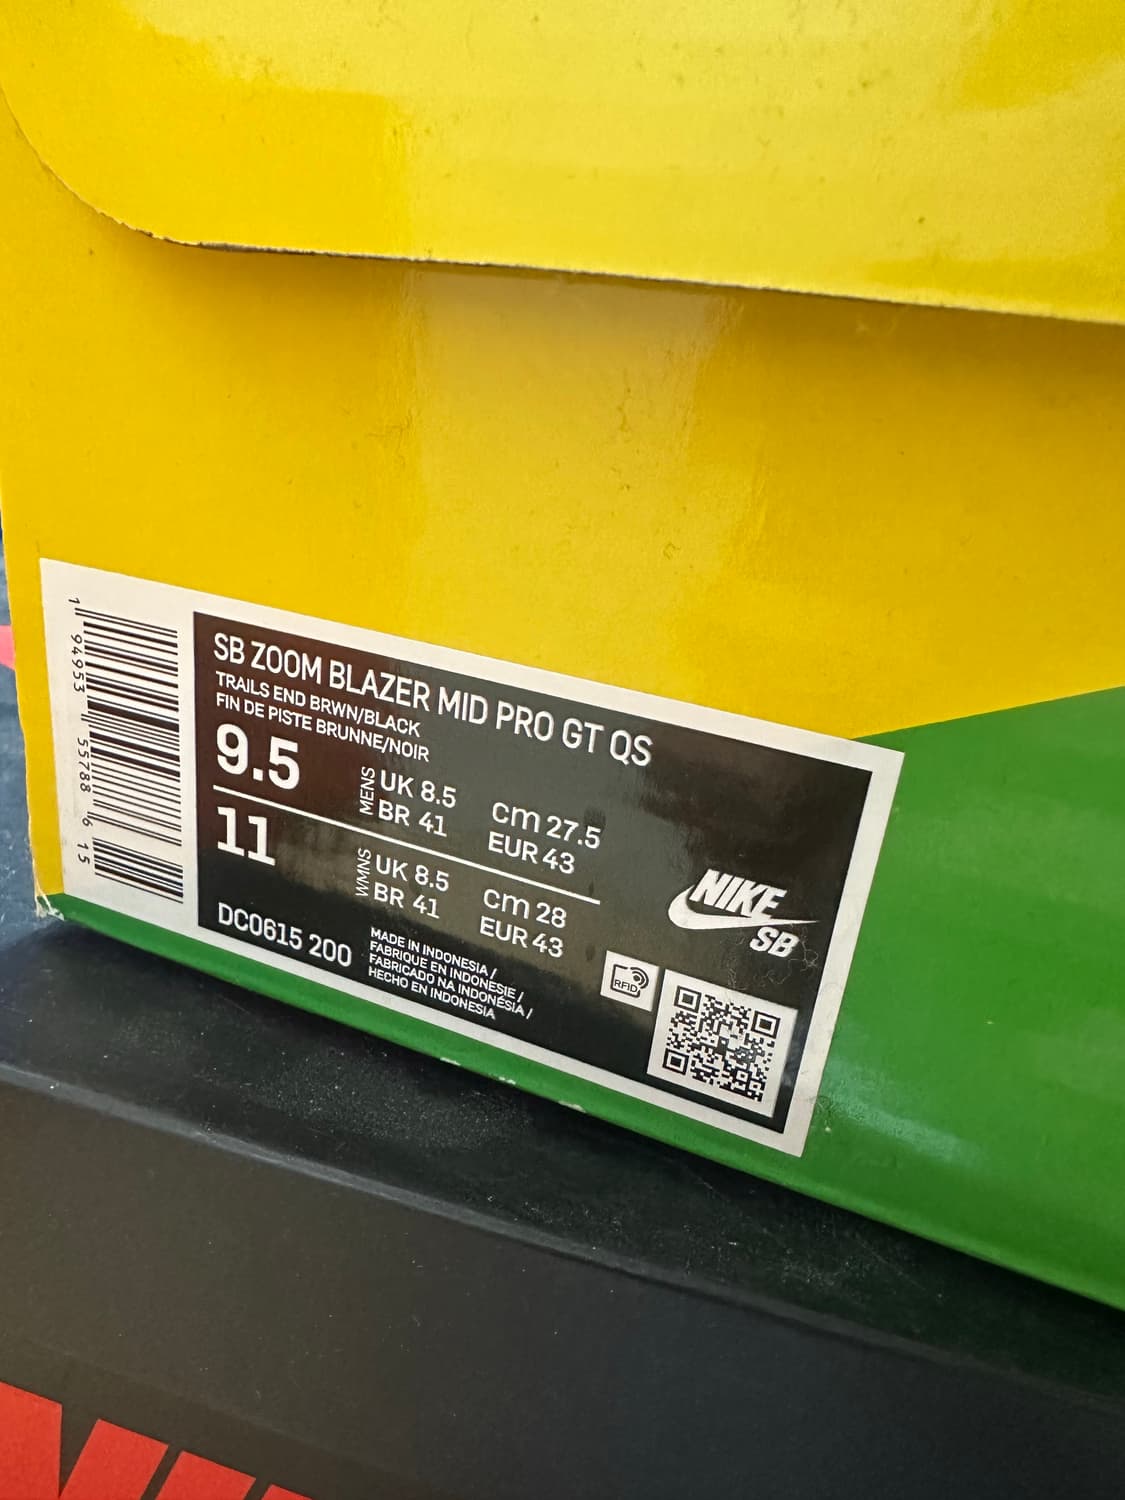 SB ZOOM BLAZER MID PRO GT QS
TRAILS END BRWN/BLACK
FIN DE PISTE BRUNNE/NOIR
9.5
MENS
UK 8.5
BR 41
cm 27.5
EUR 43
11
WMNS
UK 8.5
BR 41
cm 28
EUR 43
DC0615 200
MADE IN INDONESIA /
FABRIQUE EN INDONESIE /
FABRICADO NA INDONÉSIA /
HECHO EN INDONESIA
NIKE
SB
RFID
1 94953 55788 6 15